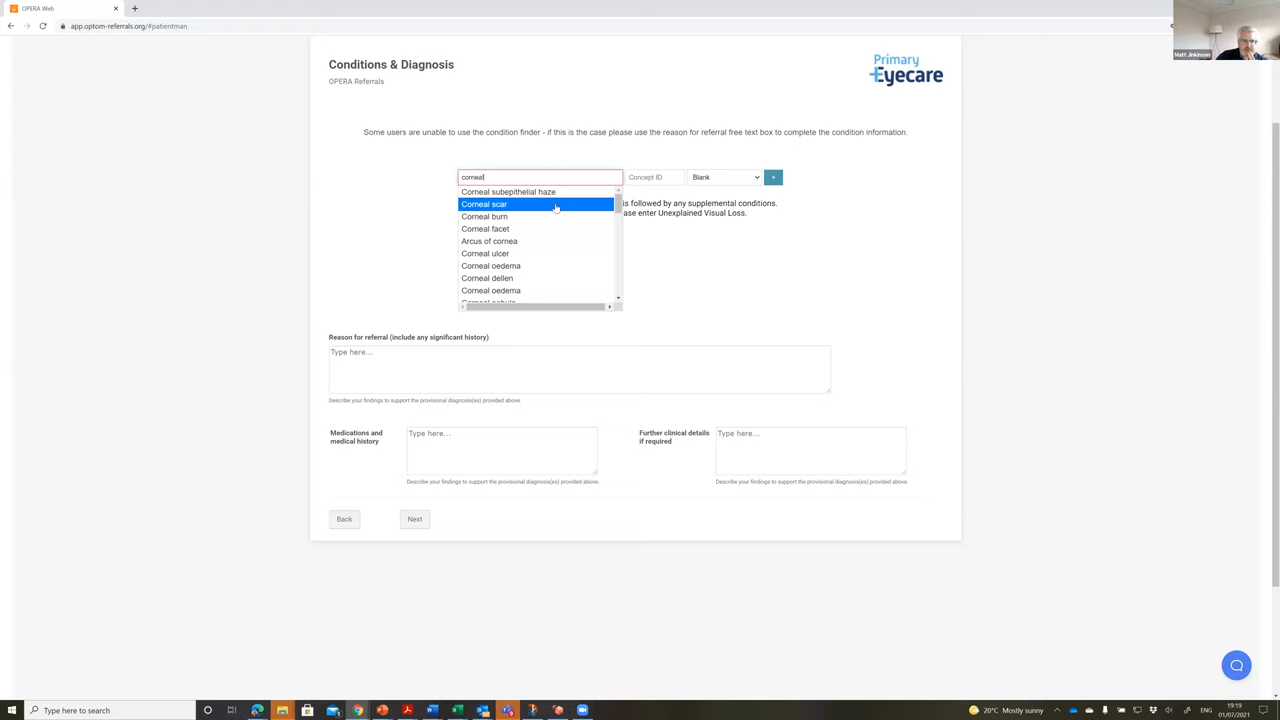 OPERA Web
app.optom-referrals.org/#patientman
Matt Jinkinson
Conditions & Diagnosis
OPERA Referrals
Primary
Eyecare
Some users are unable to use the condition finder - if this is the case please use the reason for referral free text box to complete the condition information.
corneal
Concept ID
Blank
+
Corneal subepithelial haze
Corneal scar
is followed by any supplemental conditions.
Corneal burn
ease enter Unexplained Visual Loss.
Corneal facet
Arcus of cornea
Corneal ulcer
Corneal oedema
Corneal dellen
Corneal oedema
Reason for referral (include any significant history)
Type here...
Describe your findings to support the provisional diagnosis(es) provided above.
Medications and
medical history
Type here...
Further clinical details
if required
Type here...
Describe your findings to support the provisional diagnosis(es) provided above.
Describe your findings to support the provisional diagnosis(es) provided above.
Back
Next
Type here to search
20°C Mostly sunny
19:19
01/07/2021